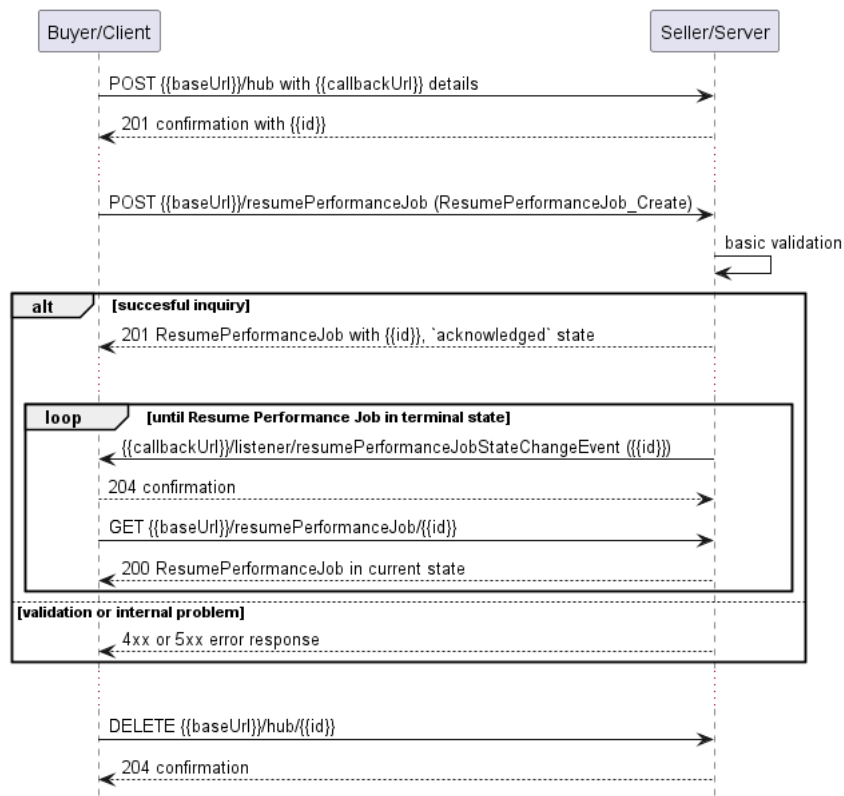 Buyer/Client
Seller/Server
POST {{baseUrl}}/hub with {{callbackUrl}} details
201 confirmation with {{id}}
POST {{baseUrl}}/resumePerformanceJob (ResumePerformanceJob_Create)
basic validation
alt
[succesful inquiry]
201 ResumePerformanceJob with {{id}}, `acknowledged` state
loop
[until Resume Performance Job in terminal state]
{{callbackUrl}}/listener/resumePerformanceJobStateChangeEvent ({{id}})
204 confirmation
GET {{baseUrl}}/resumePerformanceJob/{{id}}
200 ResumePerformanceJob in current state
[validation or internal problem]
4xx or 5xx error response
DELETE {{baseUrl}}/hub/{{id}}
204 confirmation